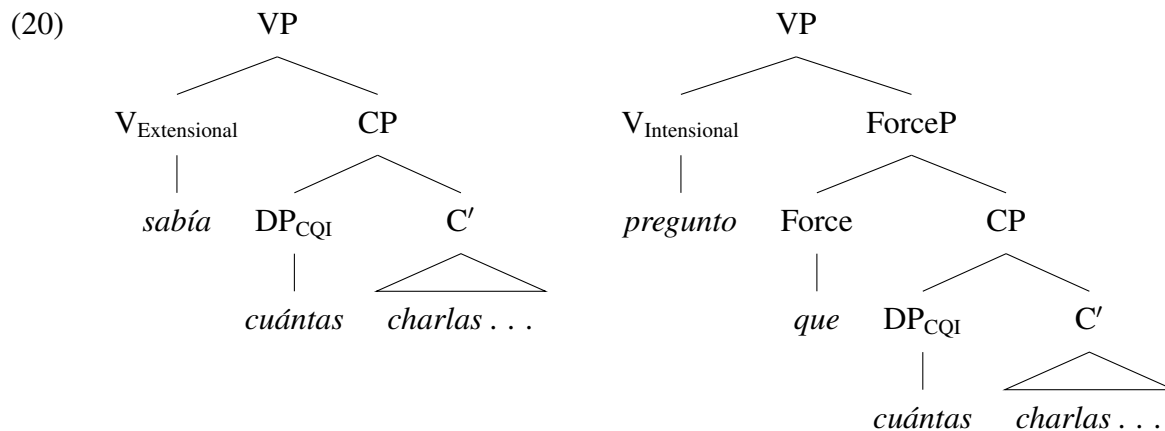 (20) VP VP
V_Extensional CP V_Intensional ForceP
sabía DP_CQI C′ pregunto Force CP
cuántas charlas . . . que DP_CQI C′
cuántas charlas . . .